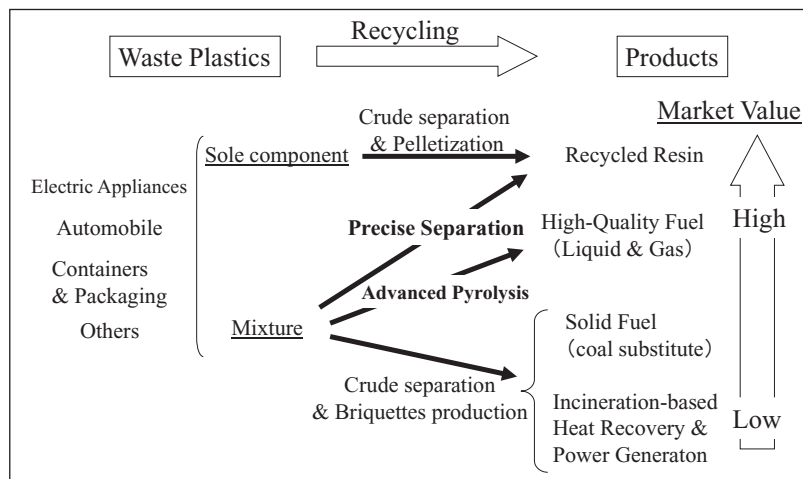 Waste Plastics
Recycling
Products
Market Value
Crude separation
& Pelletization
Sole component
Recycled Resin
Electric Appliances
Automobile
Containers
& Packaging
Others
Precise Separation
High-Quality Fuel
(Liquid & Gas)
High
Advanced Pyrolysis
Mixture
Solid Fuel
(coal substitute)
Crude separation
& Briquettes production
Incineration-based
Heat Recovery &
Power Generaton
Low